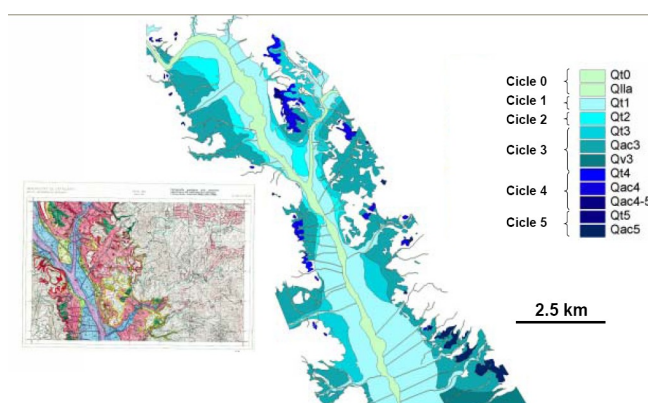 Cicle 0
Qt0
Qlla
Cicle 1
Qt1
Cicle 2
Qt2
Qt3
Cicle 3
Qac3
Qv3
Qt4
Cicle 4
Qac4
Qac4-5
Cicle 5
Qt5
Qac5
2.5 km